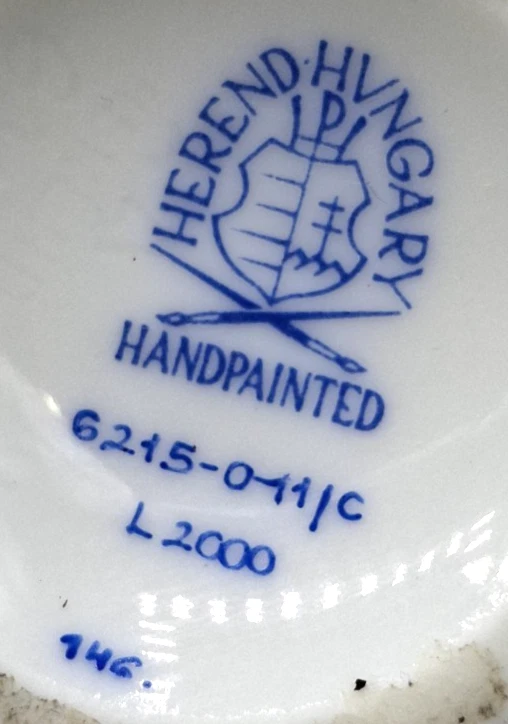 HEREND · HVNGARY
HANDPAINTED
6215-0-11/C
L 2000
146.